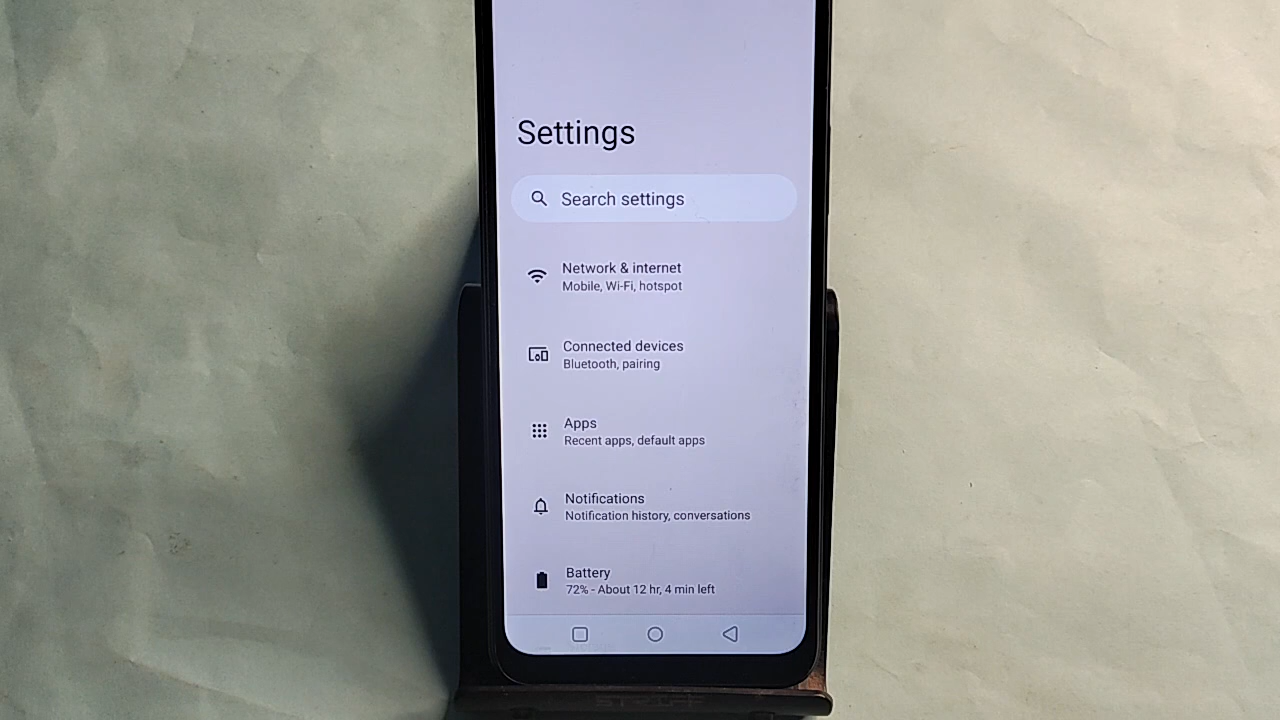 Settings
Search settings
Network & internet
Mobile, Wi-Fi, hotspot
Connected devices
Bluetooth, pairing
Apps
Recent apps, default apps
Notifications
Notification history, conversations
Battery
72% - About 12 hr, 4 min left